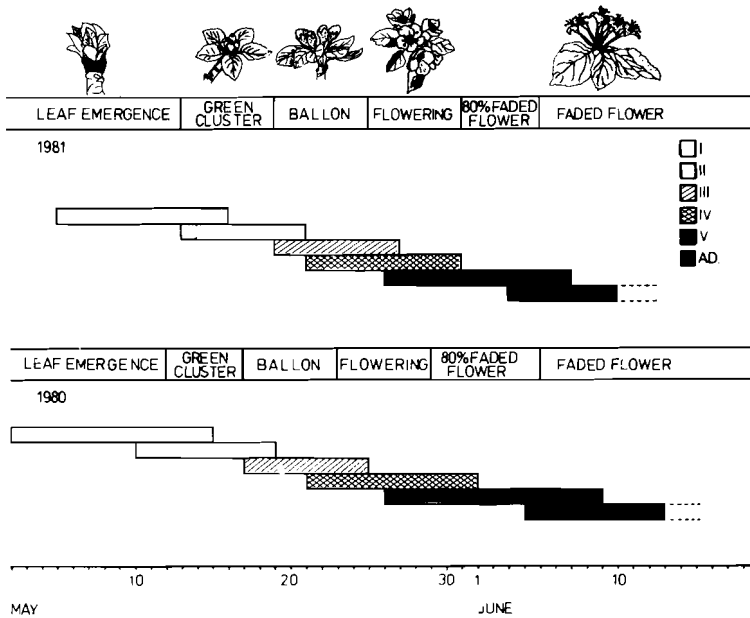 LEAF EMERGENCE GREEN CLUSTER BALLON FLOWERING 80% FADED FLOWER FADED FLOWER
1981
I
II
III
IV
V
AD.
LEAF EMERGENCE GREEN CLUSTER BALLON FLOWERING 80% FADED FLOWER FADED FLOWER
1980
10 20 30 1 10
MAY JUNE